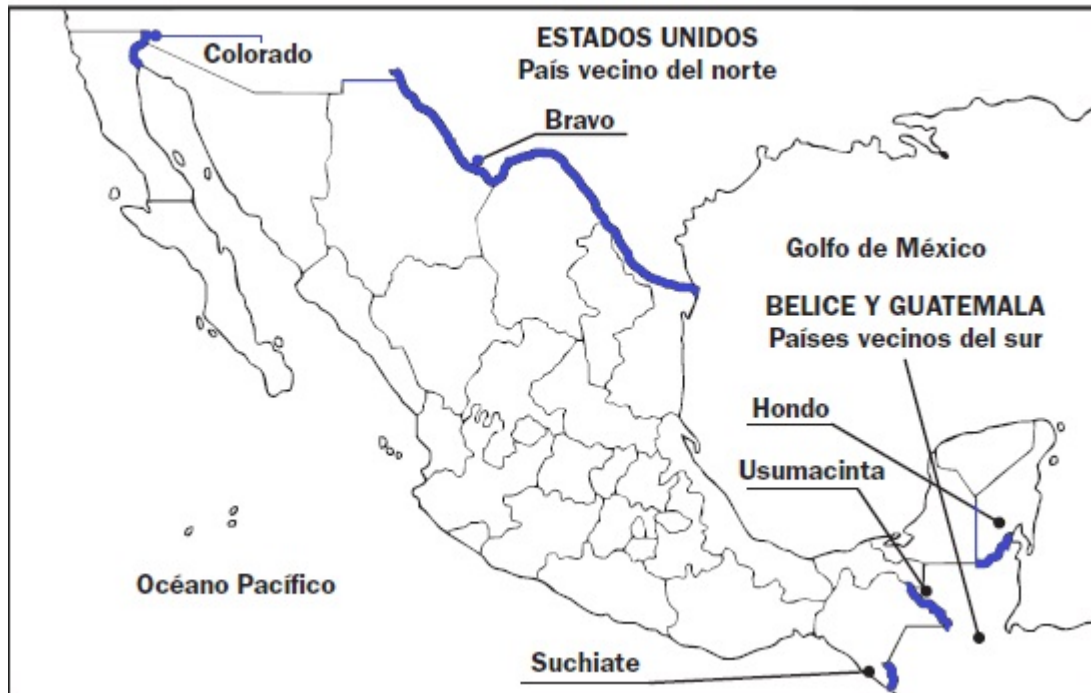 Colorado
ESTADOS UNIDOS
País vecino del norte
Bravo
Golfo de México
BELICE Y GUATEMALA
Países vecinos del sur
Hondo
Usumacinta
Océano Pacífico
Suchiate